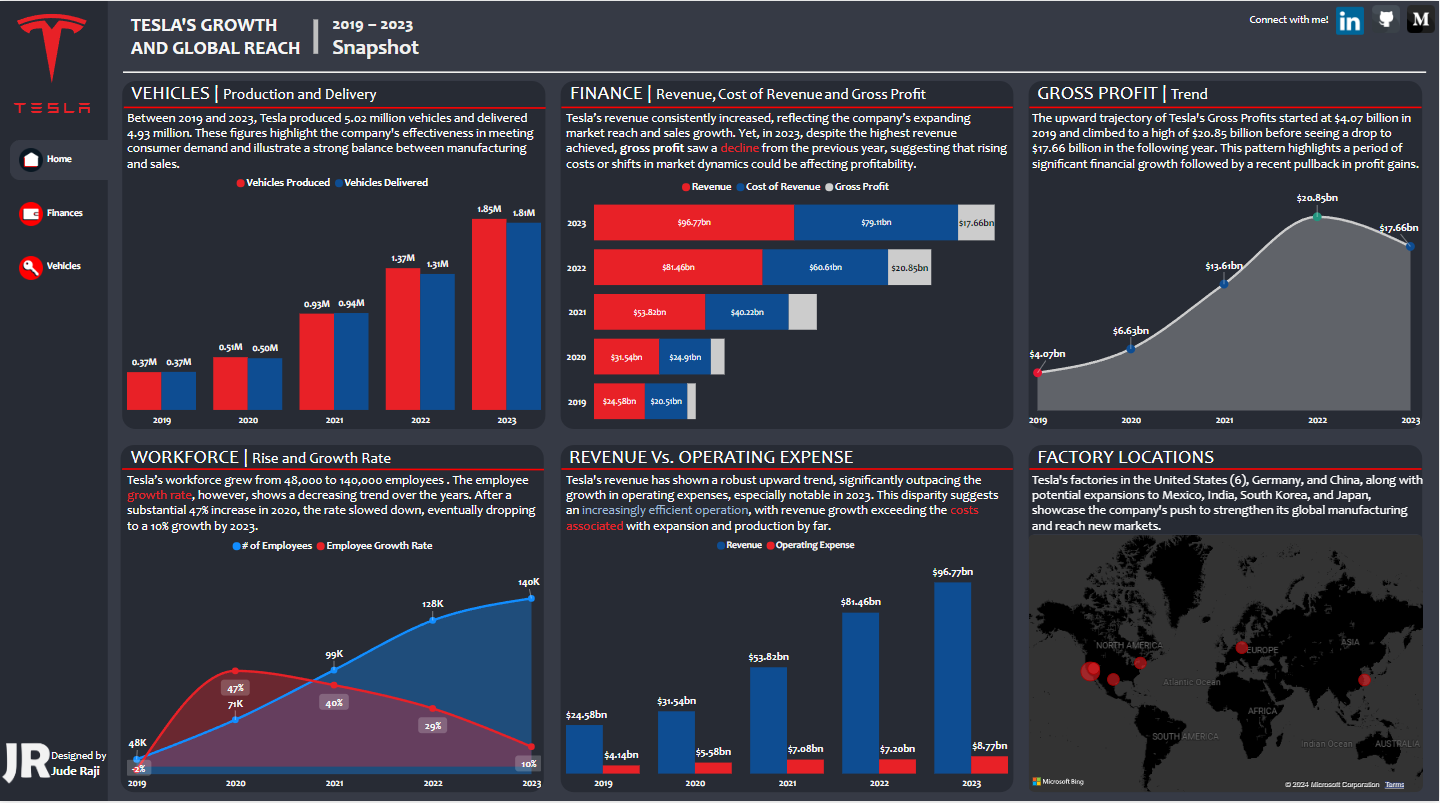 TESLA'S GROWTH
AND GLOBAL REACH
2019 – 2023
Snapshot
Connect with me!
in
M
TESLA
Home
Finances
Vehicles
JR
Designed by
Jude Raji
VEHICLES | Production and Delivery
Between 2019 and 2023, Tesla produced 5.02 million vehicles and delivered
4.93 million. These figures highlight the company's effectiveness in meeting
consumer demand and illustrate a strong balance between manufacturing
and sales.
Vehicles Produced Vehicles Delivered
0.37M 0.37M
0.51M 0.50M
0.93M 0.94M
1.37M 1.31M
1.85M 1.81M
2019 2020 2021 2022 2023
FINANCE | Revenue, Cost of Revenue and Gross Profit
Tesla's revenue consistently increased, reflecting the company's expanding
market reach and sales growth. Yet, in 2023, despite the highest revenue
achieved, gross profit saw a decline from the previous year, suggesting that rising
costs or shifts in market dynamics could be affecting profitability.
Revenue Cost of Revenue Gross Profit
2023 $96.77bn $79.11bn $17.66bn
2022 $81.46bn $60.61bn $20.85bn
2021 $53.82bn $40.22bn
2020 $31.54bn $24.91bn
2019 $24.58bn $20.51bn
GROSS PROFIT | Trend
The upward trajectory of Tesla's Gross Profits started at $4.07 billion in
2019 and climbed to a high of $20.85 billion before seeing a drop to
$17.66 billion in the following year. This pattern highlights a period of
significant financial growth followed by a recent pullback in profit gains.
$4.07bn
$6.63bn
$13.61bn
$20.85bn
$17.66bn
2019 2020 2021 2022 2023
WORKFORCE | Rise and Growth Rate
Tesla's workforce grew from 48,000 to 140,000 employees . The employee
growth rate, however, shows a decreasing trend over the years. After a
substantial 47% increase in 2020, the rate slowed down, eventually dropping
to a 10% growth by 2023.
# of Employees Employee Growth Rate
48K
71K
99K
128K
140K
-2%
47%
40%
29%
10%
2019 2020 2021 2022 2023
REVENUE Vs. OPERATING EXPENSE
Tesla's revenue has shown a robust upward trend, significantly outpacing the
growth in operating expenses, especially notable in 2023. This disparity suggests
an increasingly efficient operation, with revenue growth exceeding the costs
associated with expansion and production by far.
Revenue Operating Expense
$24.58bn $4.14bn
$31.54bn $5.58bn
$53.82bn $7.08bn
$81.46bn $7.20bn
$96.77bn $8.77bn
2019 2020 2021 2022 2023
FACTORY LOCATIONS
Tesla's factories in the United States (6), Germany, and China, along with
potential expansions to Mexico, India, South Korea, and Japan,
showcase the company's push to strengthen its global manufacturing
and reach new markets.
NORTH AMERICA
EUROPE
ASIA
Atlantic Ocean
AFRICA
SOUTH AMERICA
Indian Ocean
AUSTRALIA
Microsoft Bing
© 2024 Microsoft Corporation Terms